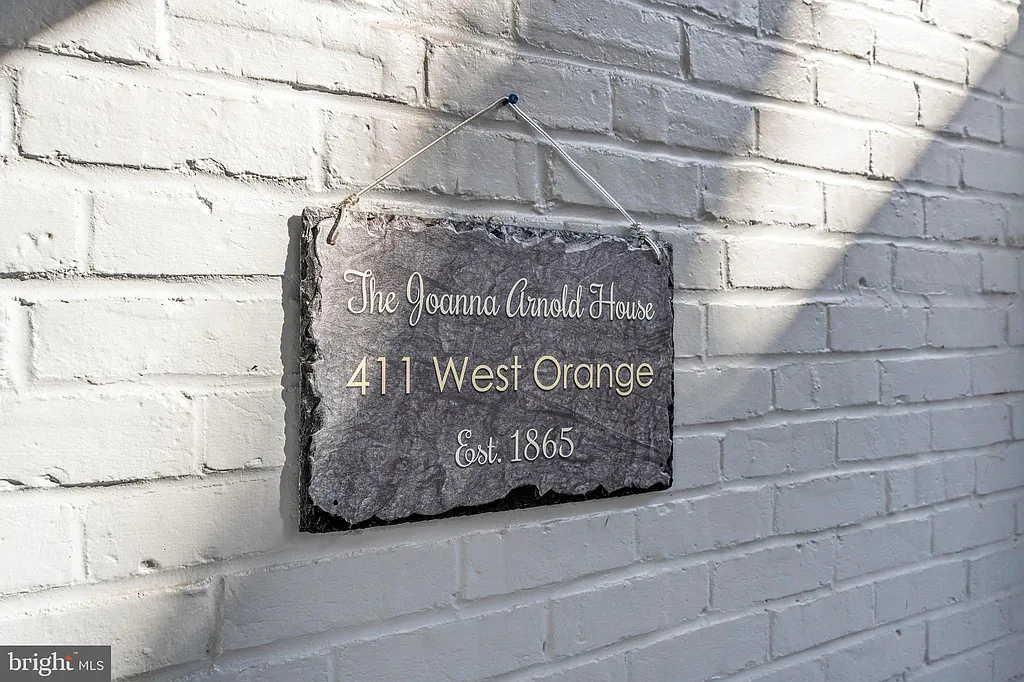 The Joanna Arnold House
411 West Orange
Est. 1865
bright MLS